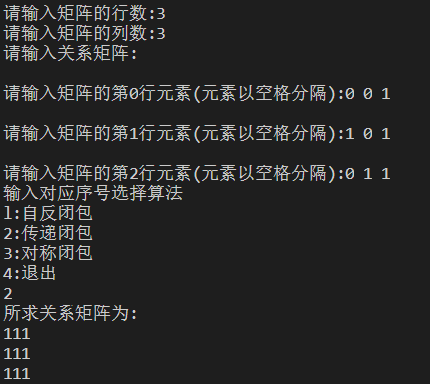 请输入矩阵的行数:3
请输入矩阵的列数:3
请输入关系矩阵:
请输入矩阵的第0行元素(元素以空格分隔):0 0 1
请输入矩阵的第1行元素(元素以空格分隔):1 0 1
请输入矩阵的第2行元素(元素以空格分隔):0 1 1
输入对应序号选择算法
l:自反闭包
2:传递闭包
3:对称闭包
4:退出
2
所求关系矩阵为:
111
111
111